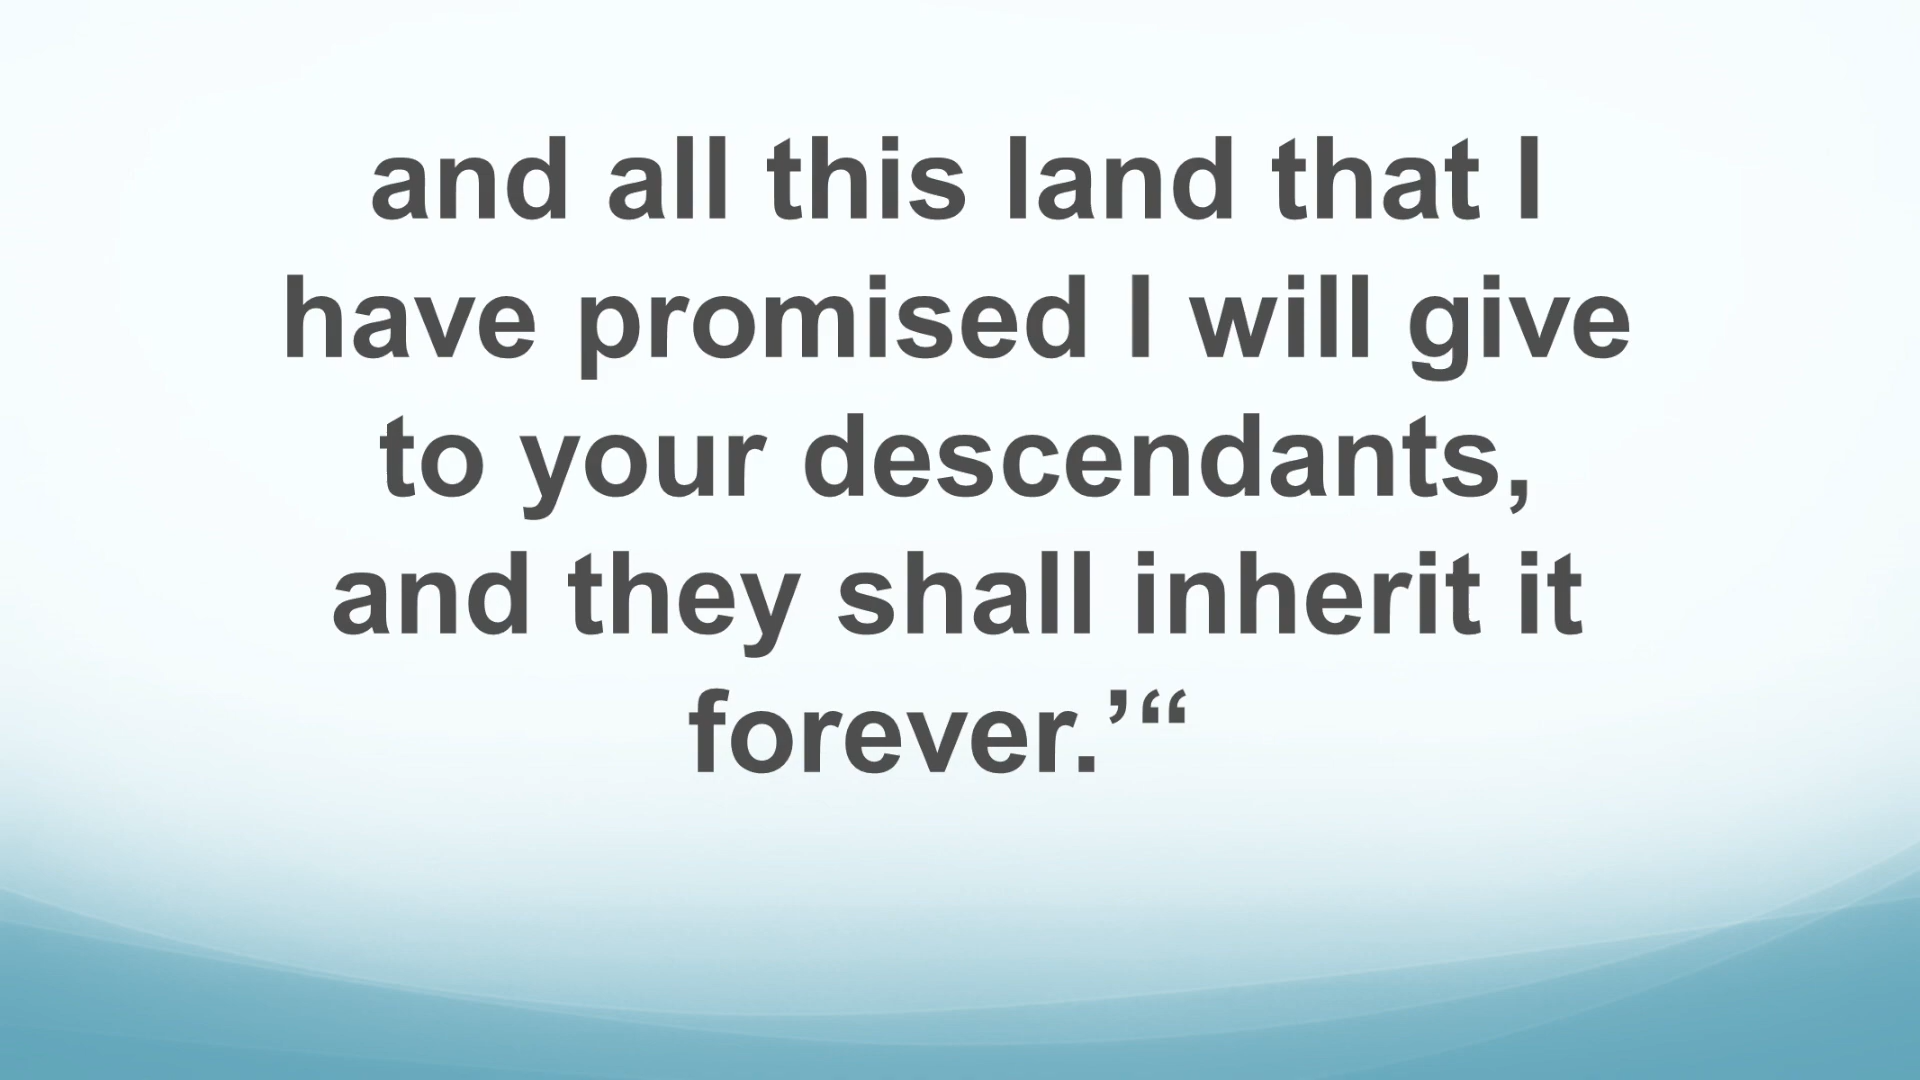 and all this land that I
have promised I will give
to your descendants,
and they shall inherit it
forever.’“